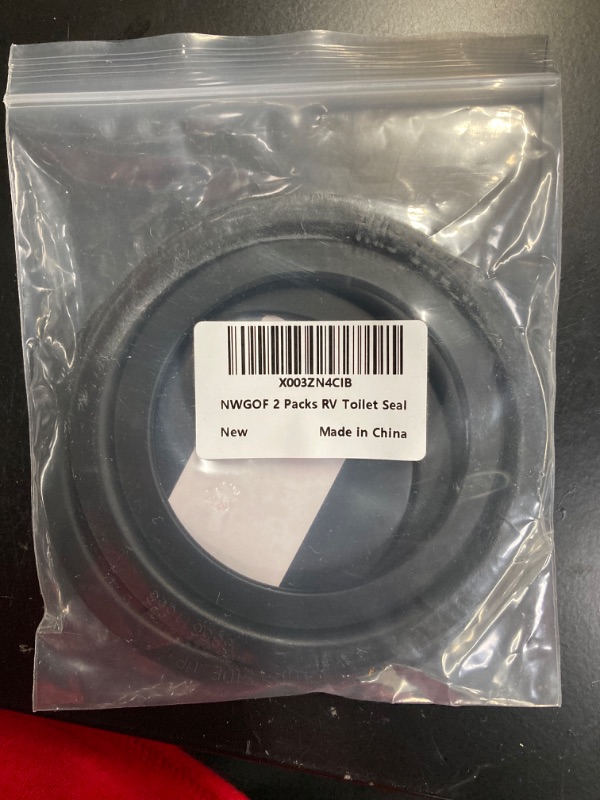 X003ZN4CIB
NWGOF 2 Packs RV Toilet Seal
New Made in China